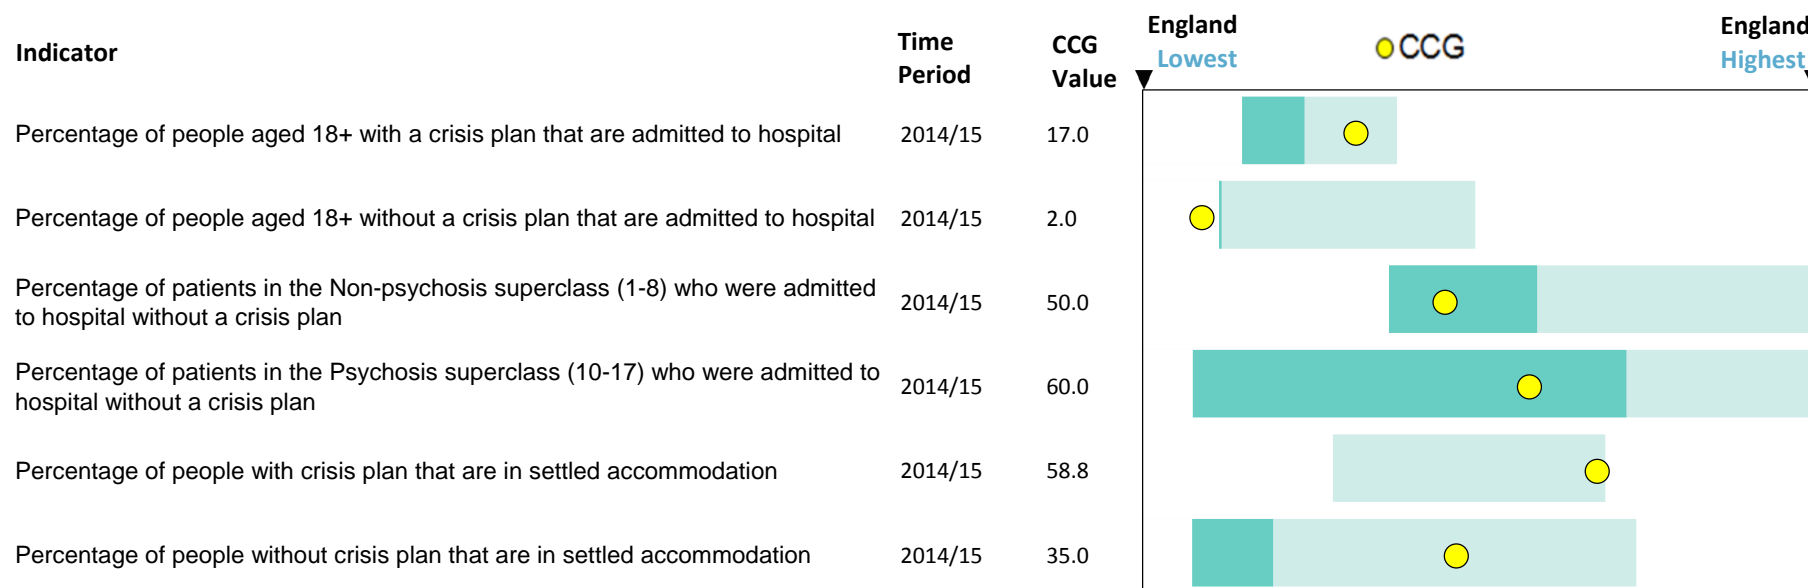 Indicator
Time
Period
CCG
Value
England
Lowest
CCG
England
Highest
Percentage of people aged 18+ with a crisis plan that are admitted to hospital 2014/15 17.0
Percentage of people aged 18+ without a crisis plan that are admitted to hospital 2014/15 2.0
Percentage of patients in the Non-psychosis superclass (1-8) who were admitted
to hospital without a crisis plan
2014/15 50.0
Percentage of patients in the Psychosis superclass (10-17) who were admitted to
hospital without a crisis plan
2014/15 60.0
Percentage of people with crisis plan that are in settled accommodation 2014/15 58.8
Percentage of people without crisis plan that are in settled accommodation 2014/15 35.0